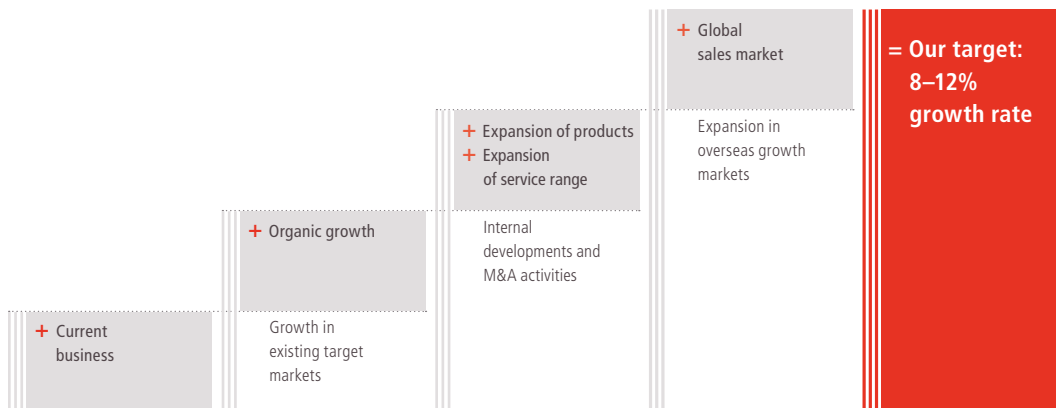 + Current
business
+ Organic growth
Growth in
existing target
markets
+ Expansion of products
+ Expansion
of service range
Internal
developments and
M&A activities
+ Global
sales market
Expansion in
overseas growth
markets
= Our target:
8–12%
growth rate